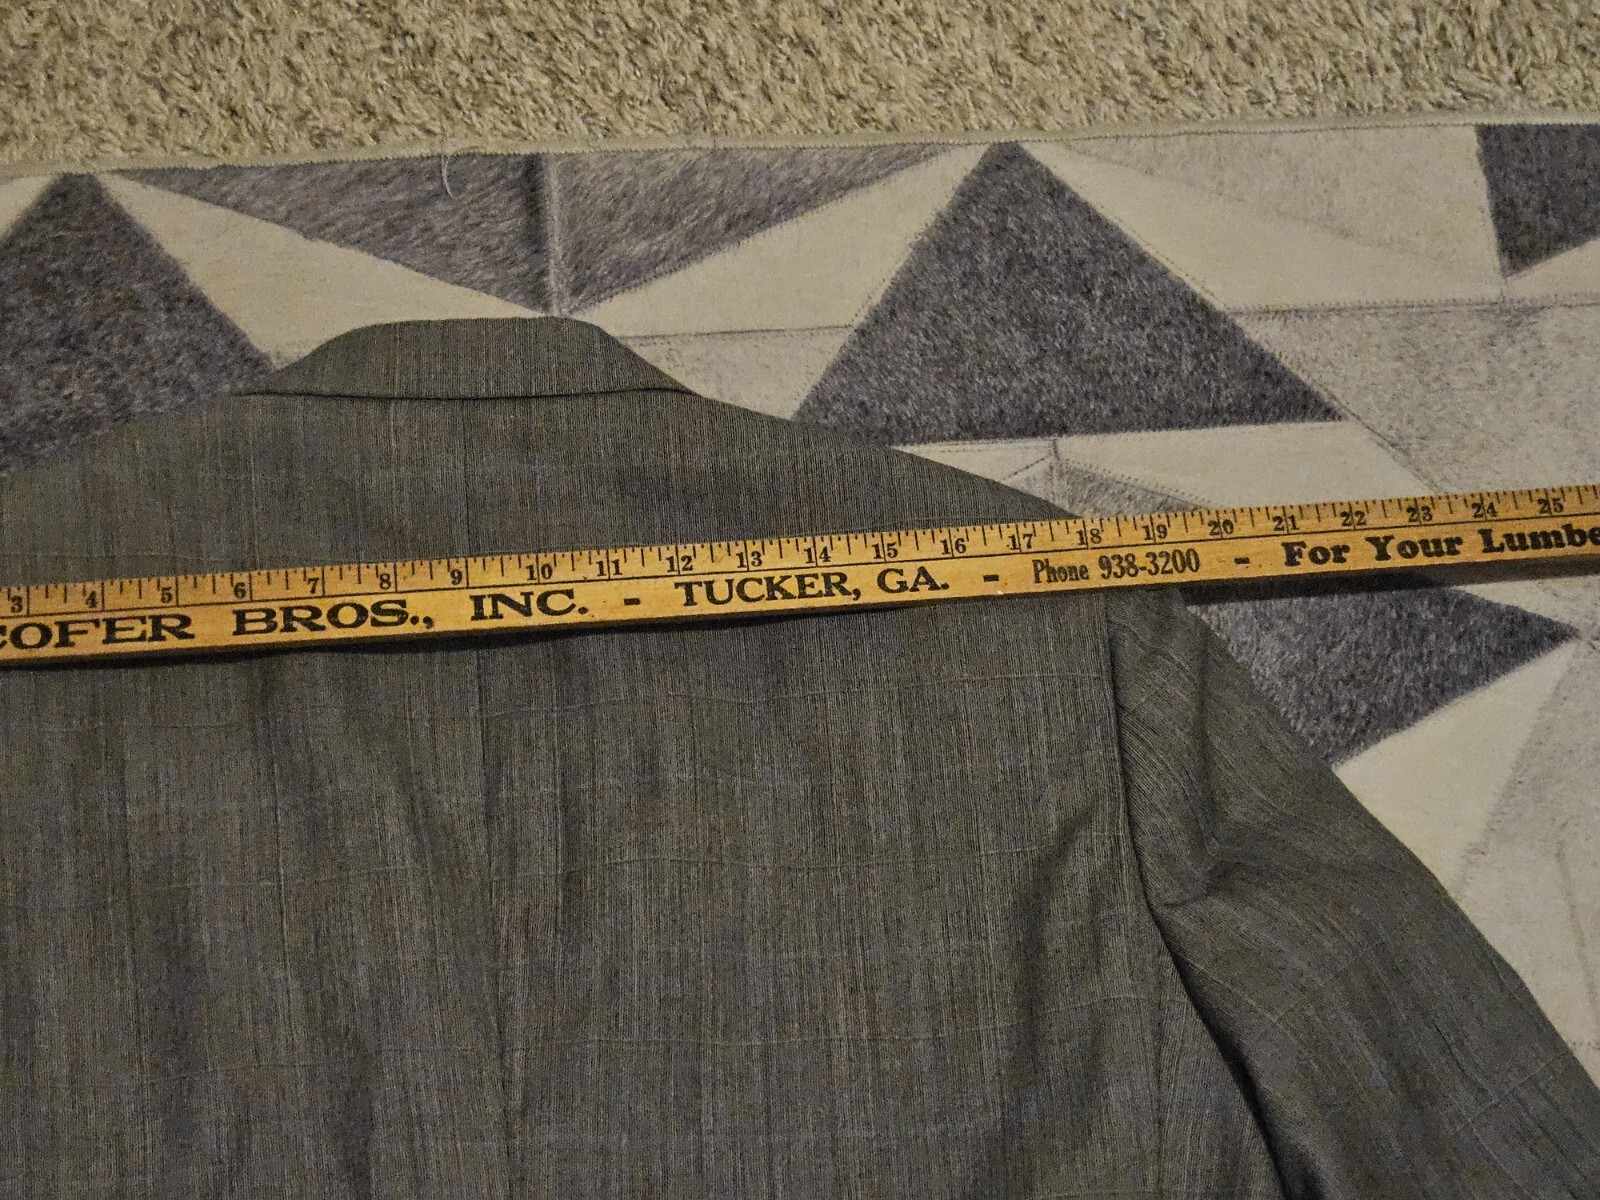 3 4 5 6 7 8 9 10 11 12 13 14 15 16 17 18 19 20 21 22 23 24 25
COFER BROS., INC. - TUCKER, GA. - Phone 938-3200 - For Your Lumbe